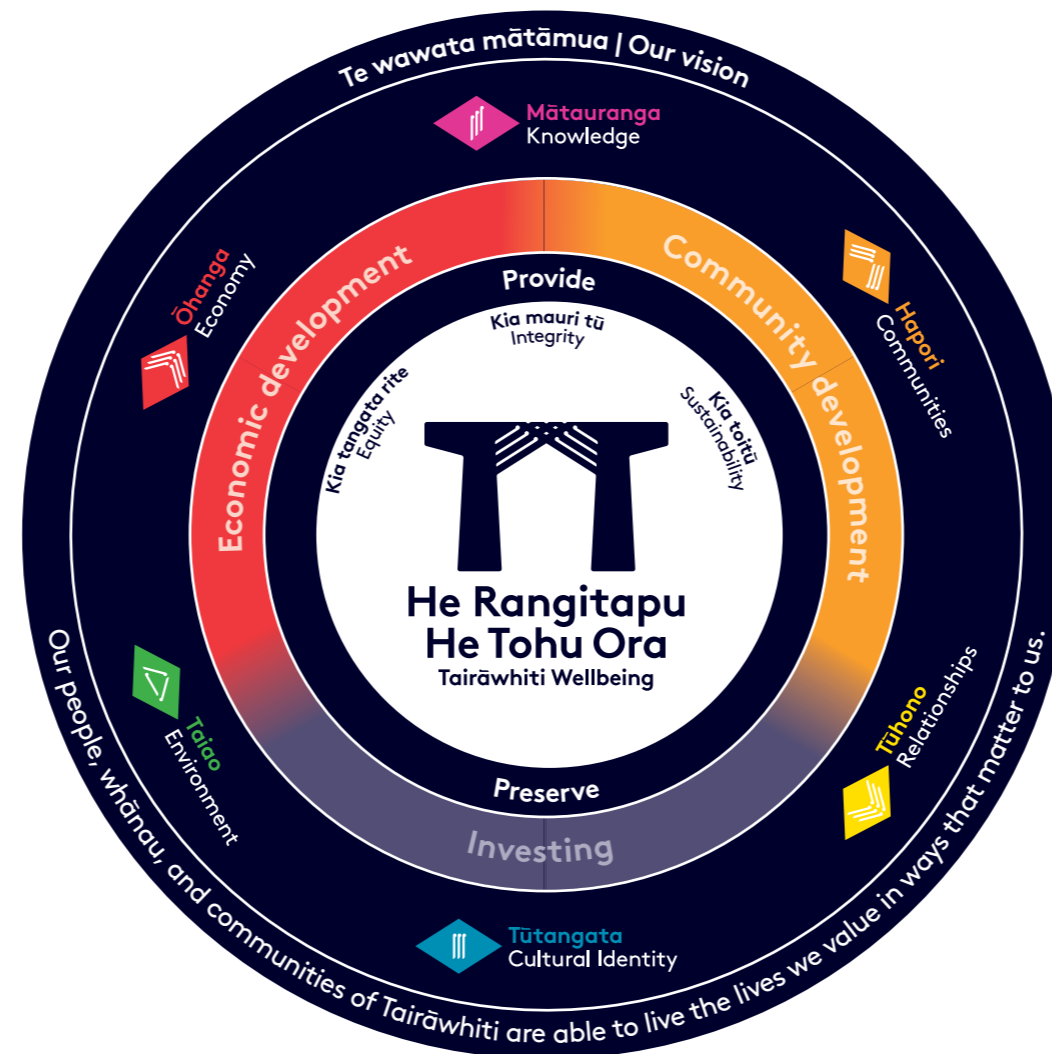 Te wawata mātāmua | Our vision
Mātauranga
Knowledge
Hapori
Communities
Tūhono
Relationships
Tūtangata
Cultural Identity
Taiao
Environment
Ōhanga
Economy
Economic development
Community development
Investing
Provide
Preserve
Kia tangata rite
Equity
Kia mauri tū
Integrity
Kia toitū
Sustainability
He Rangitapu
He Tohu Ora
Tairāwhiti Wellbeing
Our people, whānau, and communities of Tairāwhiti are able to live the lives we value in ways that matter to us.